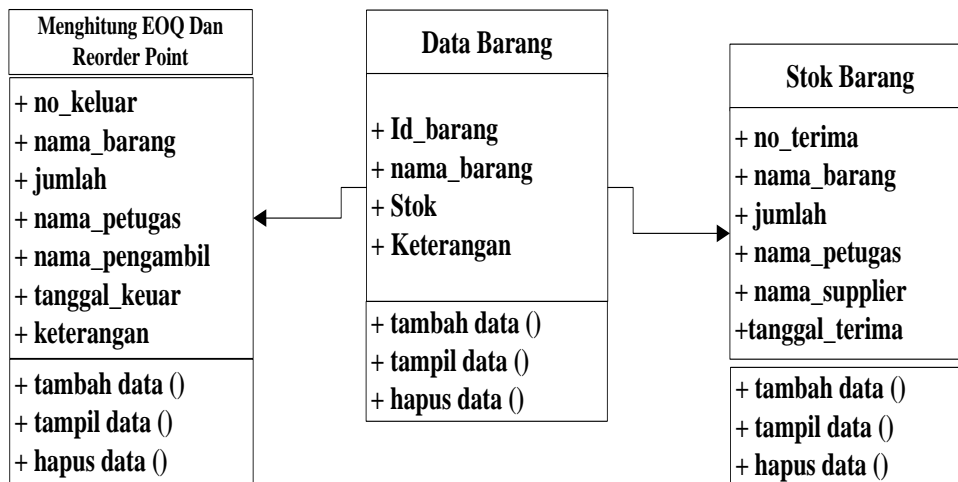 Menghitung EOQ Dan
Reorder Point
+ no_keluar
+ nama_barang
+ jumlah
+ nama_petugas
+ nama_pengambil
+ tanggal_keuar
+ keterangan
+ tambah data ()
+ tampil data ()
+ hapus data ()
Data Barang
+ Id_barang
+ nama_barang
+ Stok
+ Keterangan
+ tambah data ()
+ tampil data ()
+ hapus data ()
Stok Barang
+ no_terima
+ nama_barang
+ jumlah
+ nama_petugas
+ nama_supplier
+tanggal_terima
+ tambah data ()
+ tampil data ()
+ hapus data ()